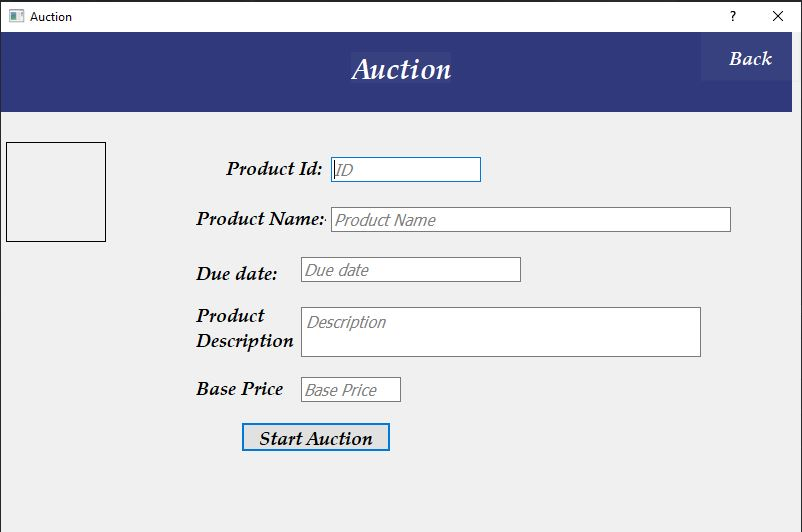 Auction
?
Auction
Back
Product Id:
ID
Product Name:
Product Name
Due date:
Due date
Product
Description
Description
Base Price
Base Price
Start Auction